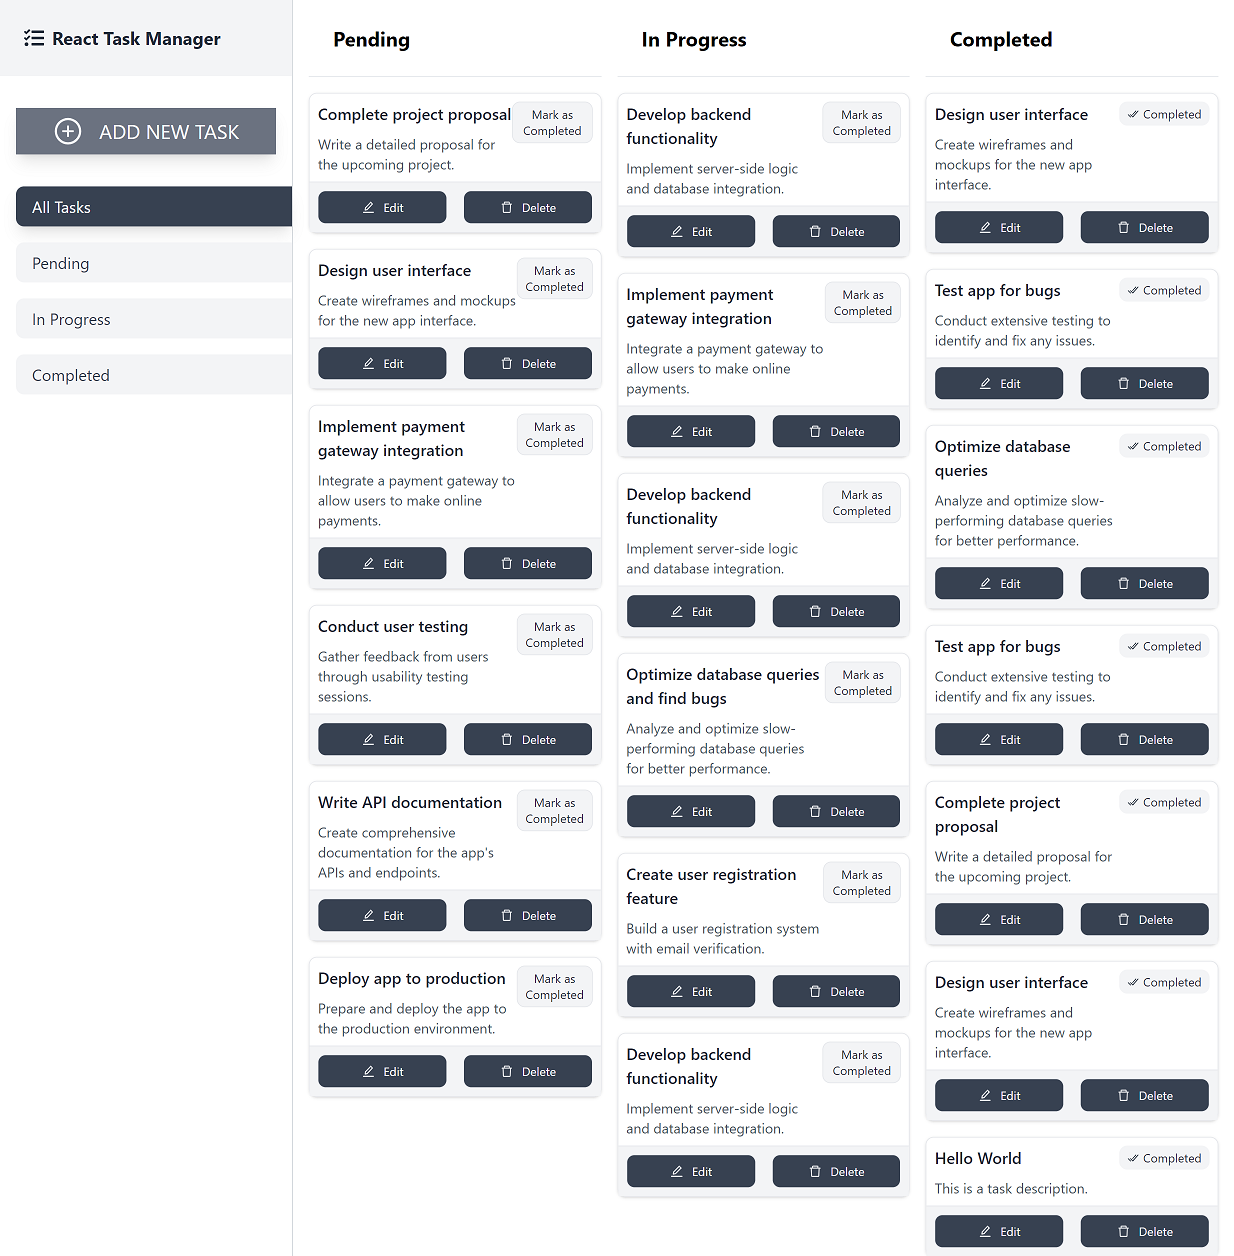 React Task Manager
ADD NEW TASK
All Tasks
Pending
In Progress
Completed
Pending
Complete project proposal
Mark as
Completed
Write a detailed proposal for
the upcoming project.
Edit
Delete
Design user interface
Mark as
Completed
Create wireframes and mockups
for the new app interface.
Edit
Delete
Implement payment
gateway integration
Mark as
Completed
Integrate a payment gateway to
allow users to make online
payments.
Edit
Delete
Conduct user testing
Mark as
Completed
Gather feedback from users
through usability testing
sessions.
Edit
Delete
Write API documentation
Mark as
Completed
Create comprehensive
documentation for the app's
APIs and endpoints.
Edit
Delete
Deploy app to production
Mark as
Completed
Prepare and deploy the app to
the production environment.
Edit
Delete
In Progress
Develop backend
functionality
Mark as
Completed
Implement server-side logic
and database integration.
Edit
Delete
Implement payment
gateway integration
Mark as
Completed
Integrate a payment gateway to
allow users to make online
payments.
Edit
Delete
Develop backend
functionality
Mark as
Completed
Implement server-side logic
and database integration.
Edit
Delete
Optimize database queries
and find bugs
Mark as
Completed
Analyze and optimize slow-
performing database queries
for better performance.
Edit
Delete
Create user registration
feature
Mark as
Completed
Build a user registration system
with email verification.
Edit
Delete
Develop backend
functionality
Mark as
Completed
Implement server-side logic
and database integration.
Edit
Delete
Completed
Design user interface
Completed
Create wireframes and
mockups for the new app
interface.
Edit
Delete
Test app for bugs
Completed
Conduct extensive testing to
identify and fix any issues.
Edit
Delete
Optimize database
queries
Completed
Analyze and optimize slow-
performing database queries
for better performance.
Edit
Delete
Test app for bugs
Completed
Conduct extensive testing to
identify and fix any issues.
Edit
Delete
Complete project
proposal
Completed
Write a detailed proposal for
the upcoming project.
Edit
Delete
Design user interface
Completed
Create wireframes and
mockups for the new app
interface.
Edit
Delete
Hello World
Completed
This is a task description.
Edit
Delete